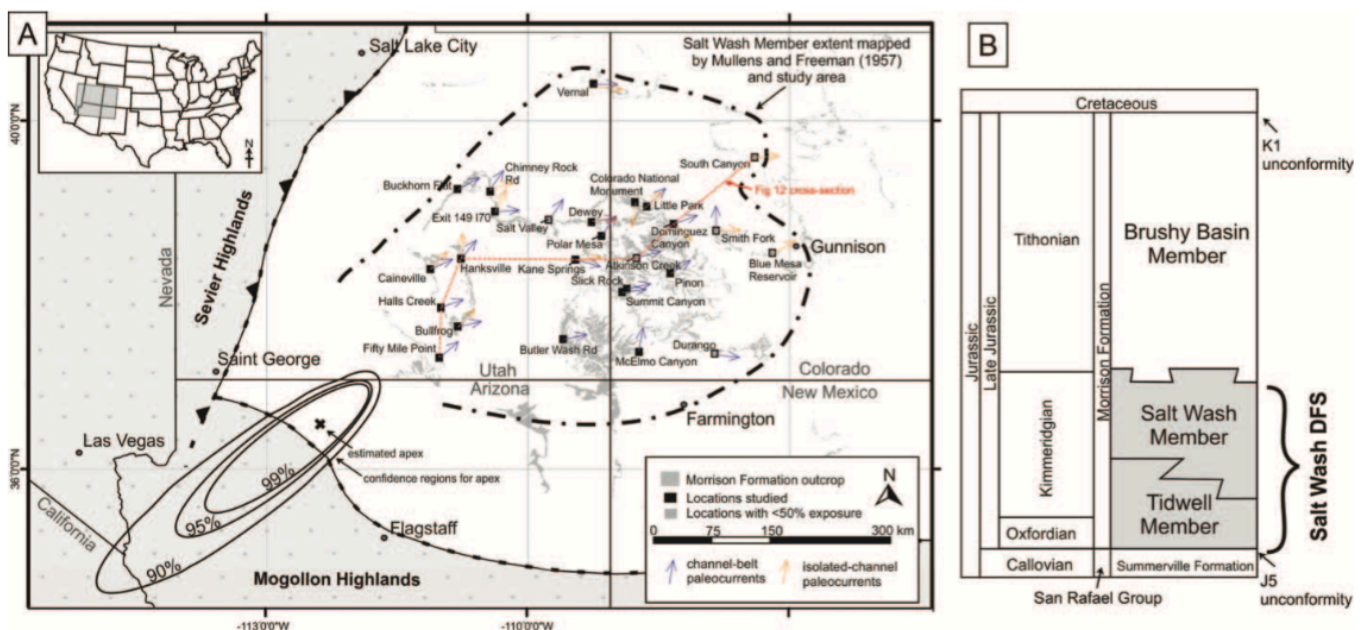 A
Salt Lake City
Salt Wash Member extent mapped
by Mullens and Freeman (1957)
and study area
N
Vernal
40°0'0"N
Chimney Rock
Rd
Buckhorn Flat
South Canyon
Colorado National
Monument
Fig 12 cross-section
Exit 149 I70
Dewey
Little Park
Salt Valley
Dominguez
Canyon
Polar Mesa
Smith Fork
Gunnison
Sevier Highlands
Nevada
Hanksville
Kane Springs
Atkinson Creek
Blue Mesa
Reservoir
Caineville
Slick Rock
Pinon
Halls Creek
Summit Canyon
Bullfrog
Fifty Mile Point
Butler Wash Rd
McElmo Canyon
Durango
Saint George
Utah
Colorado
Arizona
New Mexico
Farmington
Las Vegas
estimated apex
confidence regions for apex
36°0'0"N
99%
95%
90%
California
Flagstaff
Mogollon Highlands
Morrison Formation outcrop
Locations studied
Locations with <50% exposure
N
0 75 150 300 km
channel-belt
paleocurrents
isolated-channel
paleocurrents
-113°0'0"W
-110°0'0"W
B
Cretaceous
K1
unconformity
Jurassic
Late Jurassic
Tithonian
Morrison Formation
Brushy Basin
Member
Kimmeridgian
Salt Wash
Member
Salt Wash DFS
Tidwell
Member
Oxfordian
Callovian
Summerville Formation
San Rafael Group
J5
unconformity